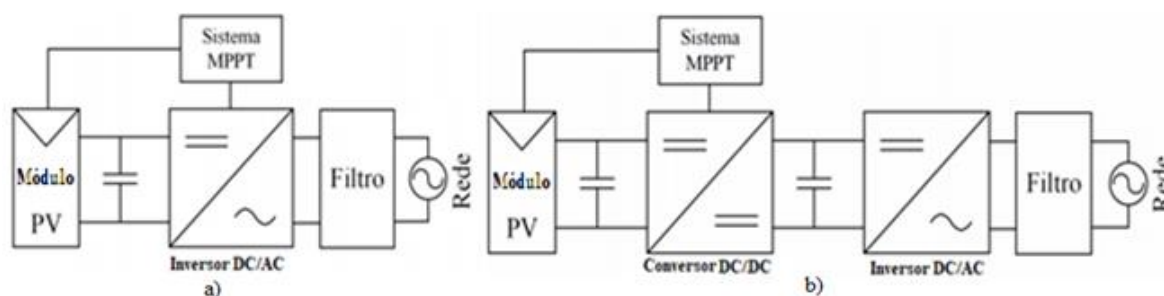 Sistema
MPPT
Módulo
PV
Inversor DC/AC
Filtro
Rede
a)
Sistema
MPPT
Módulo
PV
Conversor DC/DC
Inversor DC/AC
Filtro
Rede
b)